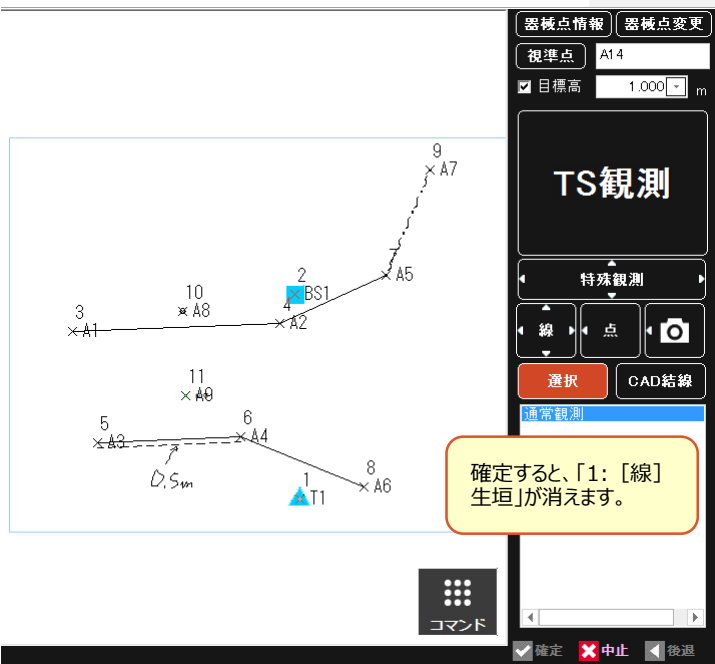 器械点情報 器械点変更
視準点 A14
目標高 1.000 m
TS観測
特殊観測
線 点
選択 CAD結線
通常観測
確定すると、「1: [線]
生垣」が消えます。
9
A7
A5
2
BS1
4
A2
10
A8
3
A1
11
A9
5
A3
6
A4
0.5m
8
A6
1
T1
コマンド
確定 中止 後退